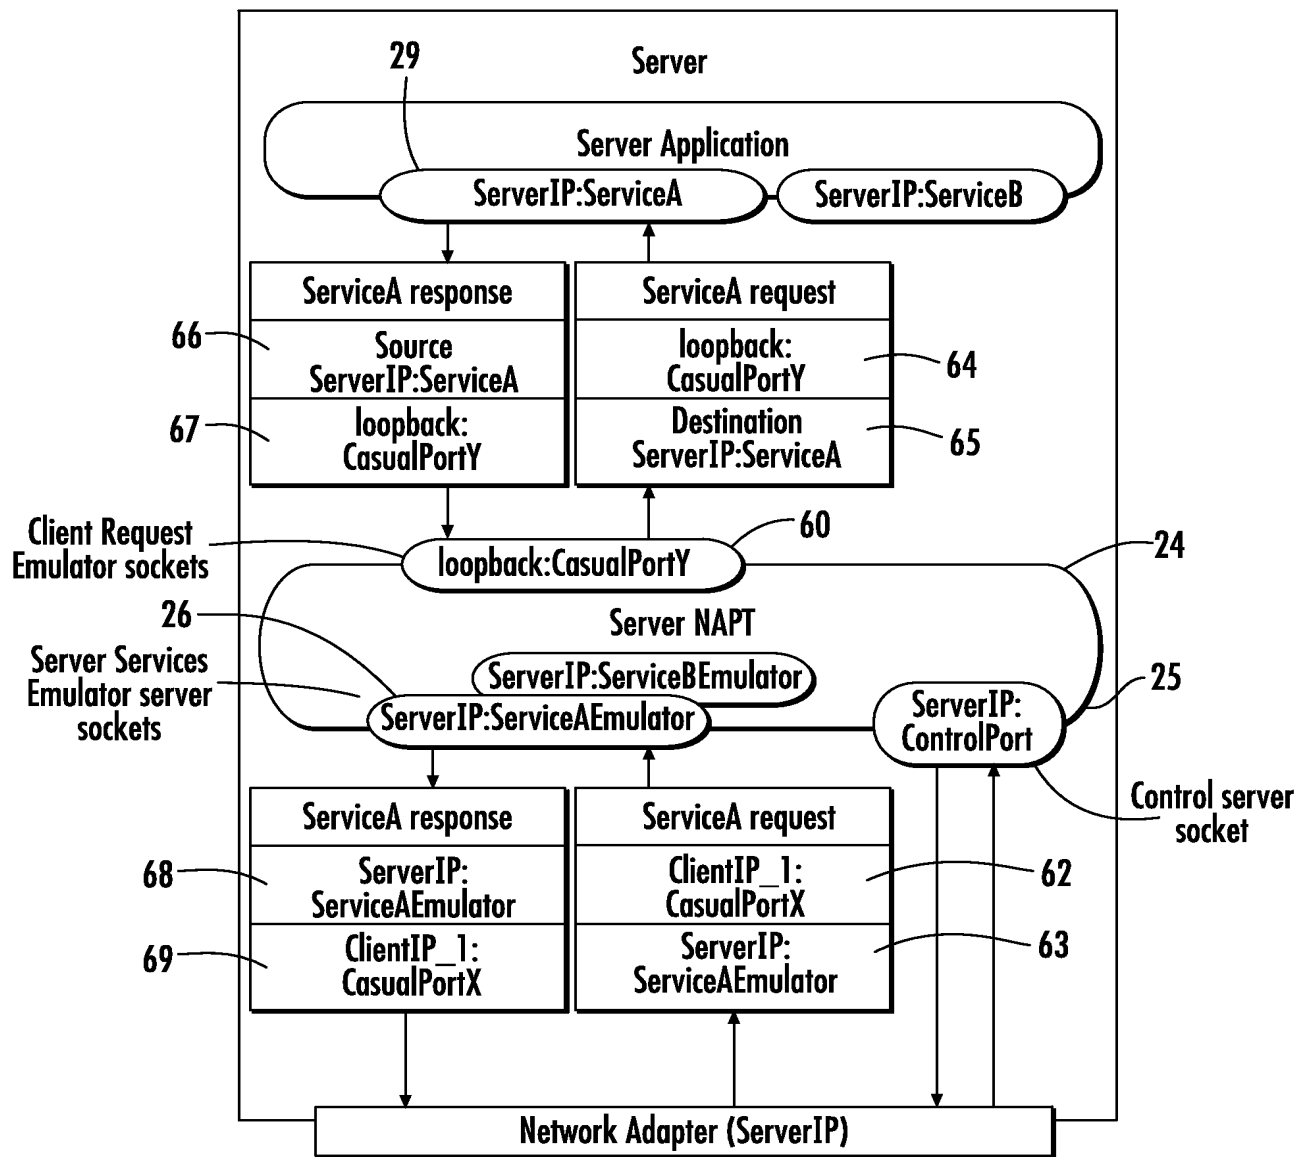 Server
29
Server Application
ServerIP:ServiceA
ServerIP:ServiceB
ServiceA response
ServiceA request
66
Source
ServerIP:ServiceA
loopback:
CasualPortY
64
67
loopback:
CasualPortY
Destination
ServerIP:ServiceA
65
Client Request
Emulator sockets
loopback:CasualPortY
60
24
26
Server NAPT
Server Services
Emulator server
sockets
ServerIP:ServiceBEmulator
ServerIP:ServiceAEmulator
ServerIP:
ControlPort
25
Control server
socket
ServiceA response
ServiceA request
68
ServerIP:
ServiceAEmulator
ClientIP_1:
CasualPortX
62
69
ClientIP_1:
CasualPortX
ServerIP:
ServiceAEmulator
63
Network Adapter (ServerIP)